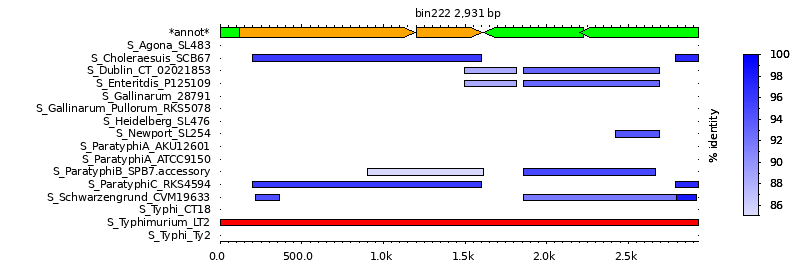 bin222 2,931 bp
*annot*
S_Agona_SL483
S_Choleraesuis_SCB67
S_Dublin_CT_02021853
S_Enteritdis_P125109
S_Gallinarum_28791
S_Gallinarum_Pullorum_RKS5078
S_Heidelberg_SL476
S_Newport_SL254
S_ParatyphiA_AKU12601
S_ParatyphiA_ATCC9150
S_ParatyphiB_SPB7.accessory
S_ParatyphiC_RKS4594
S_Schwarzengrund_CVM19633
S_Typhi_CT18
S_Typhimurium_LT2
S_Typhi_Ty2
0.0 500.0 1.0k 1.5k 2.0k 2.5k
100
98
96
94
92
90
88
86
% identity